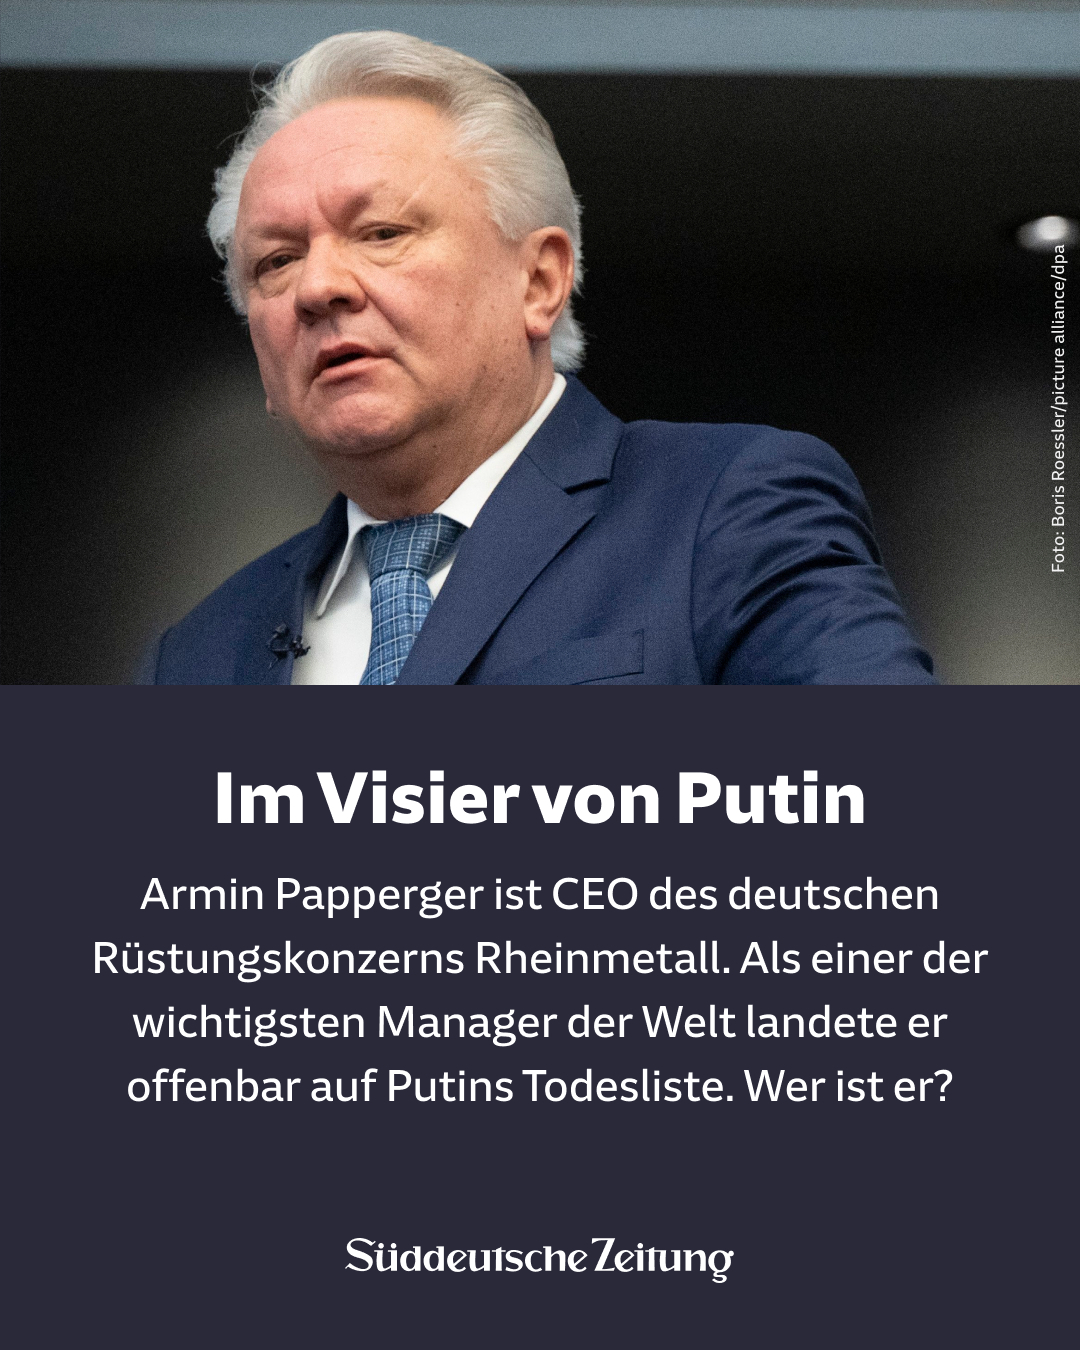 Foto: Boris Roessler/picture alliance/dpa
Im Visier von Putin
Armin Papperger ist CEO des deutschen
Rüstungskonzerns Rheinmetall. Als einer der
wichtigsten Manager der Welt landete er
offenbar auf Putins Todesliste. Wer ist er?
Süddeutsche Zeitung